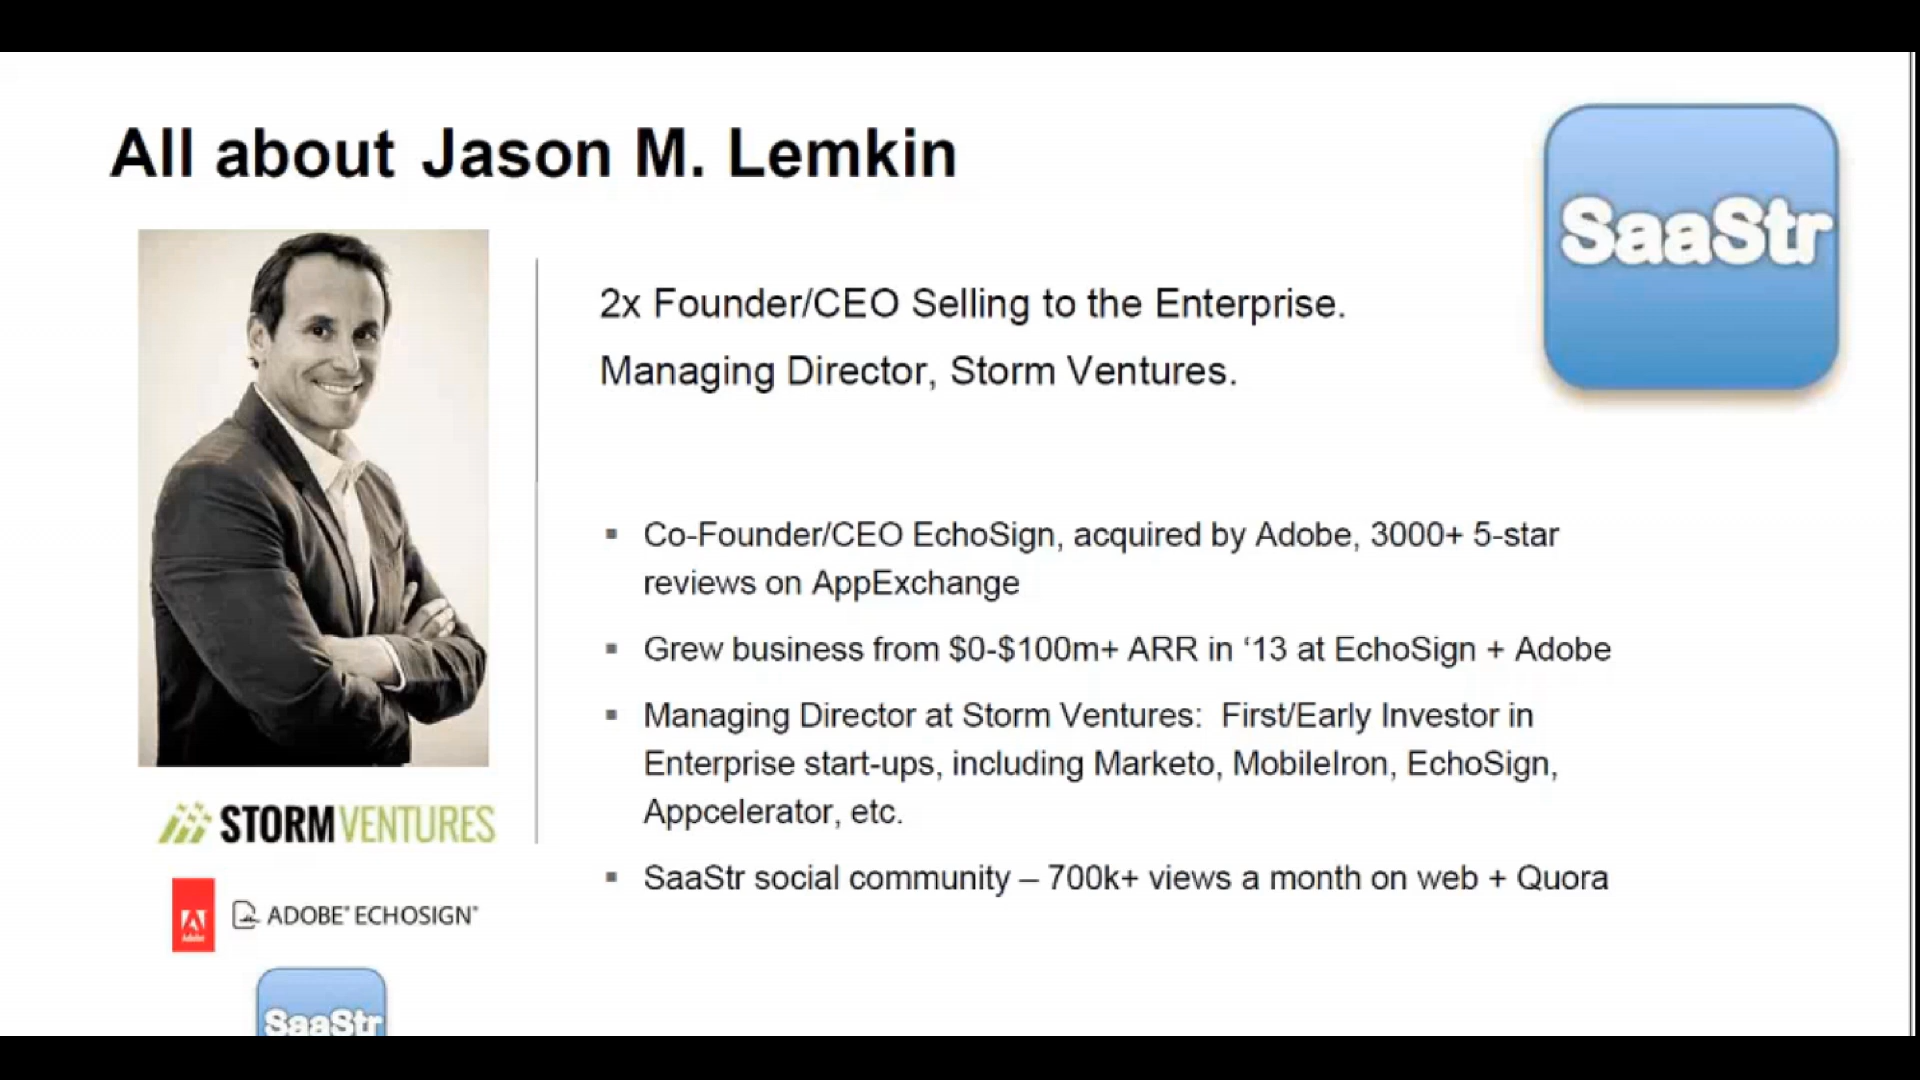 All about Jason M. Lemkin
SaaStr
2x Founder/CEO Selling to the Enterprise.
Managing Director, Storm Ventures.
▪ Co-Founder/CEO EchoSign, acquired by Adobe, 3000+ 5-star
reviews on AppExchange
▪ Grew business from $0-$100m+ ARR in ‘13 at EchoSign + Adobe
▪ Managing Director at Storm Ventures:  First/Early Investor in
Enterprise start-ups, including Marketo, MobileIron, EchoSign,
Appcelerator, etc.
▪ SaaStr social community – 700k+ views a month on web + Quora
STORM VENTURES
Adobe
ADOBE® ECHOSIGN®
SaaStr